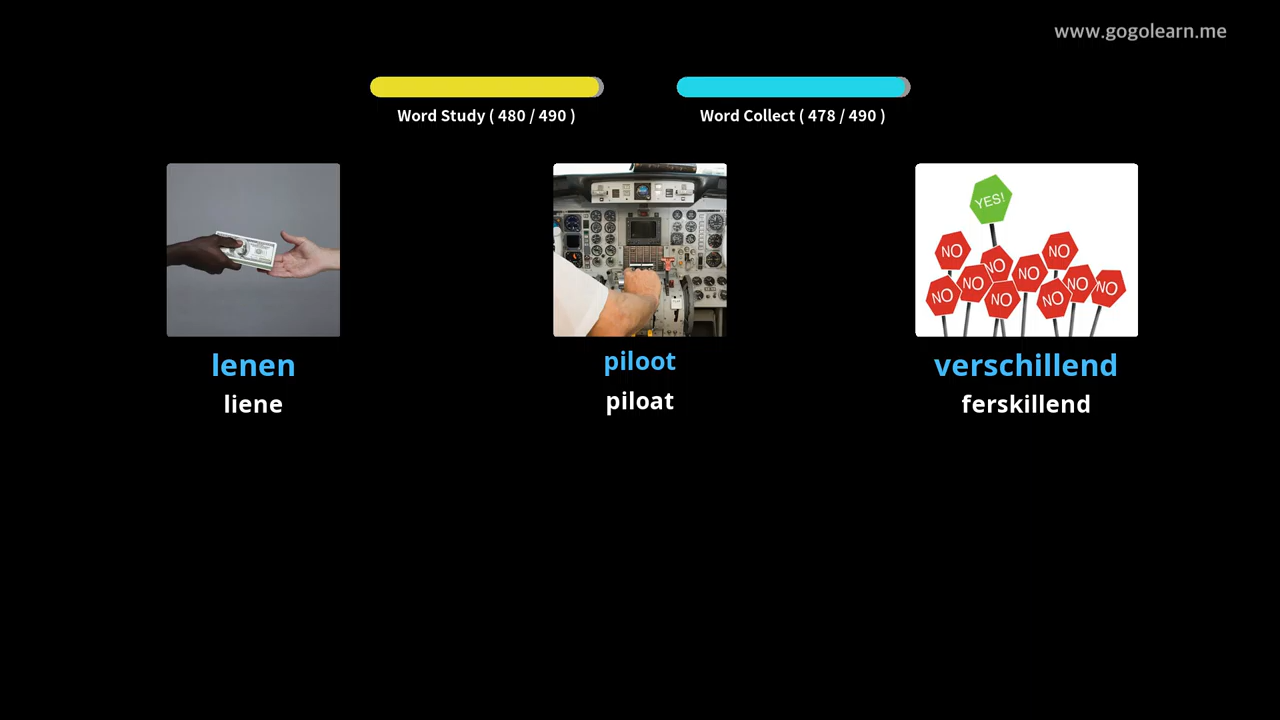 www.gogolearn.me
Word Study ( 480 / 490 )
Word Collect ( 478 / 490 )
YES!
NO
NO
NO
NO
NO
NO
NO
NO
NO
NO
lenen
liene
piloot
piloat
verschillend
ferskillend